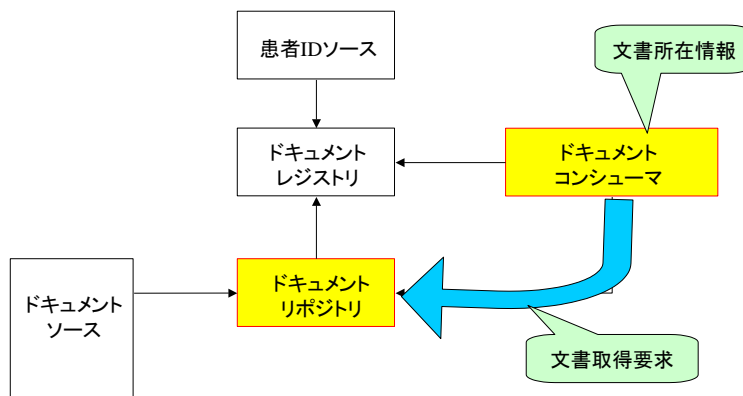 患者IDソース
文書所在情報
ドキュメント
レジストリ
ドキュメント
コンシューマ
ドキュメント
ソース
ドキュメント
リポジトリ
文書取得要求